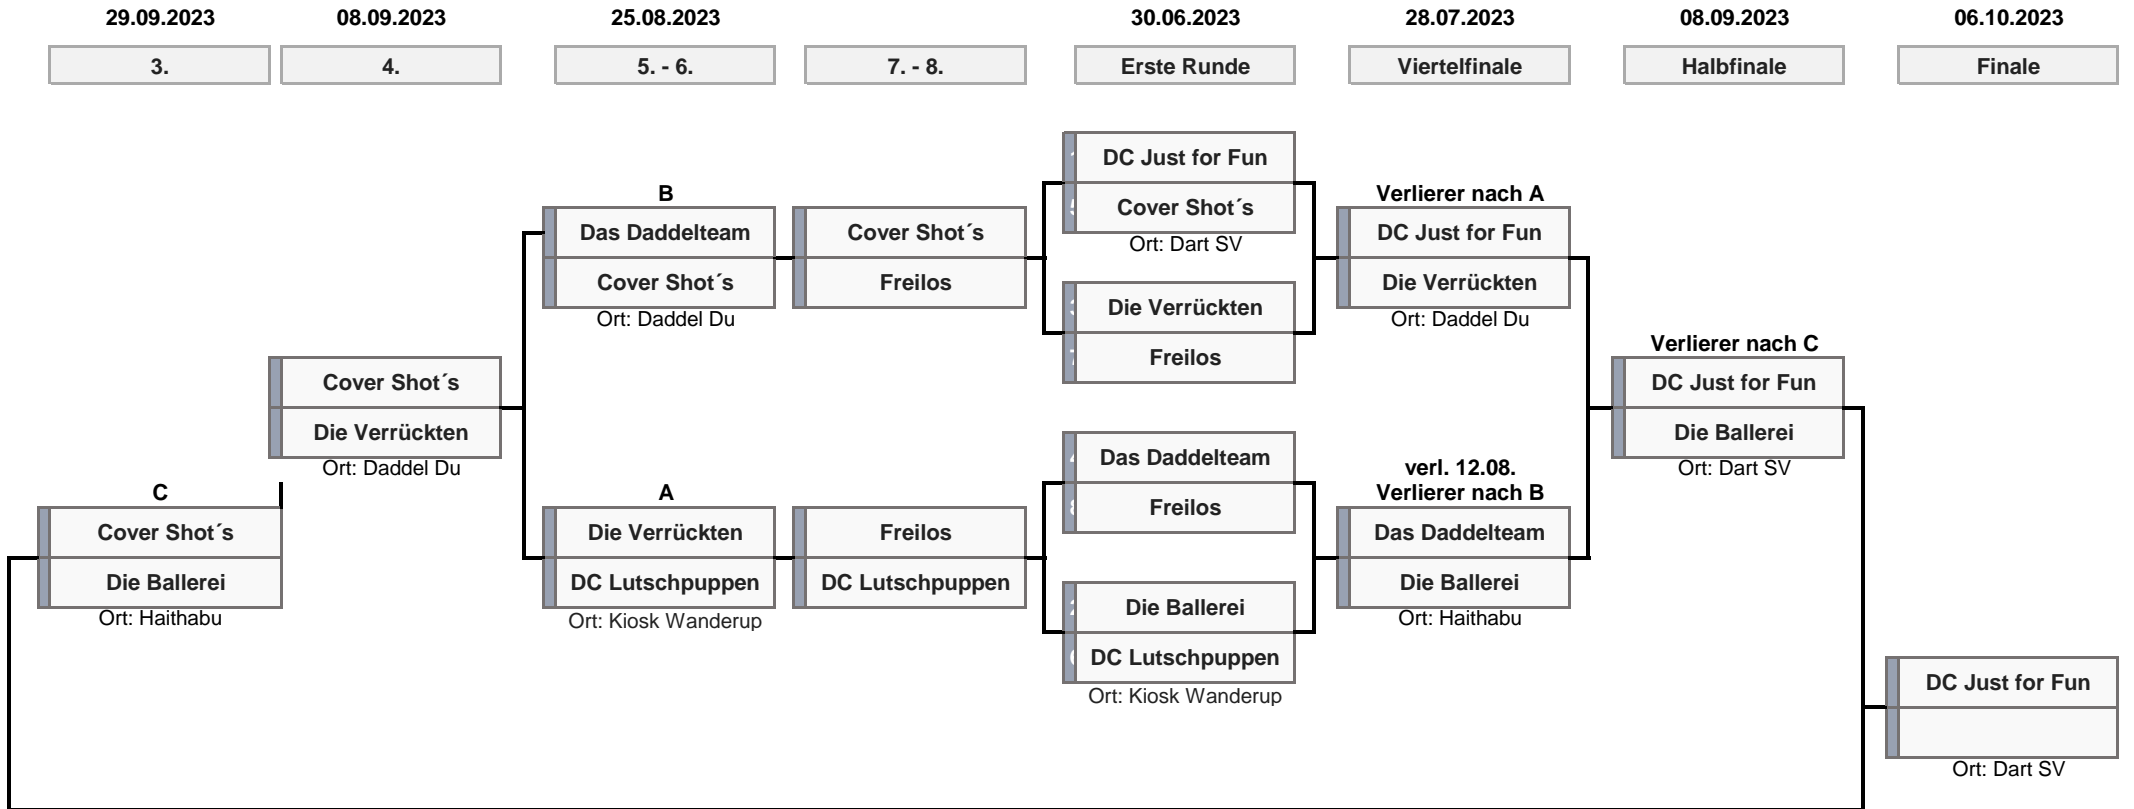 29.09.2023 08.09.2023 25.08.2023 30.06.2023 28.07.2023 08.09.2023 06.10.2023
3. 4. 5. - 6. 7. - 8. Erste Runde Viertelfinale Halbfinale Finale
DC Just for Fun
B Verlierer nach A
Cover Shot´s
Das Daddelteam Cover Shot´s DC Just for Fun
Ort: Dart SV
Cover Shot´s Freilos Die Verrückten
Die Verrückten
Ort: Daddel Du Ort: Daddel Du
Verlierer nach C
Freilos
Cover Shot´s DC Just for Fun
Die Verrückten Die Ballerei
Das Daddelteam
Ort: Daddel Du verl. 12.08. Ort: Dart SV
C A Verlierer nach B
Freilos
Cover Shot´s Die Verrückten Freilos Das Daddelteam
Die Ballerei DC Lutschpuppen DC Lutschpuppen Die Ballerei
Die Ballerei
Ort: Haithabu Ort: Kiosk Wanderup Ort: Haithabu
DC Lutschpuppen
DC Just for Fun
Ort: Kiosk Wanderup
Ort: Dart SV